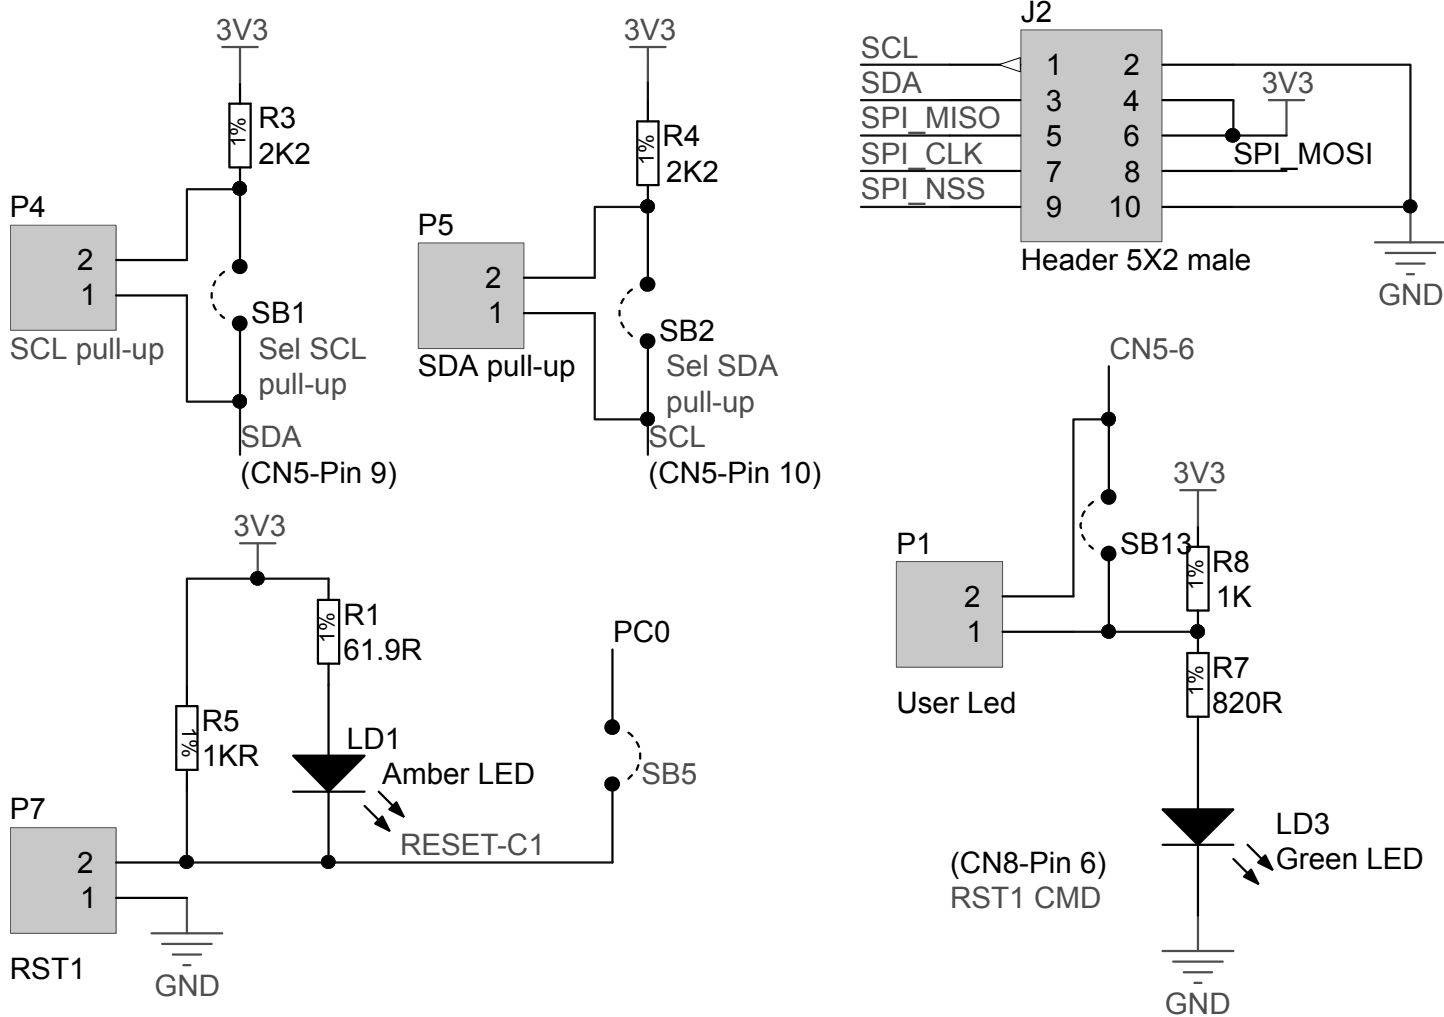 3V3
R3
1%
2K2
P4
2
1
SCL pull-up
SB1
Sel SCL
pull-up
SDA
(CN5-Pin 9)
3V3
R4
1%
2K2
P5
2
1
SDA pull-up
SB2
Sel SDA
pull-up
SCL
(CN5-Pin 10)
J2
SCL
1 2
SDA
3 4
3V3
SPI_MISO
5 6
SPI_MOSI
SPI_CLK
7 8
SPI_NSS
9 10
Header 5X2 male
GND
3V3
R1
1%
61.9R
R5
1%
1KR
LD1
Amber LED
RESET-C1
PC0
SB5
P7
2
1
RST1
GND
CN5-6
3V3
SB13
P1
2
1
User Led
R8
1%
1K
R7
1%
820R
LD3
Green LED
(CN8-Pin 6)
RST1 CMD
GND